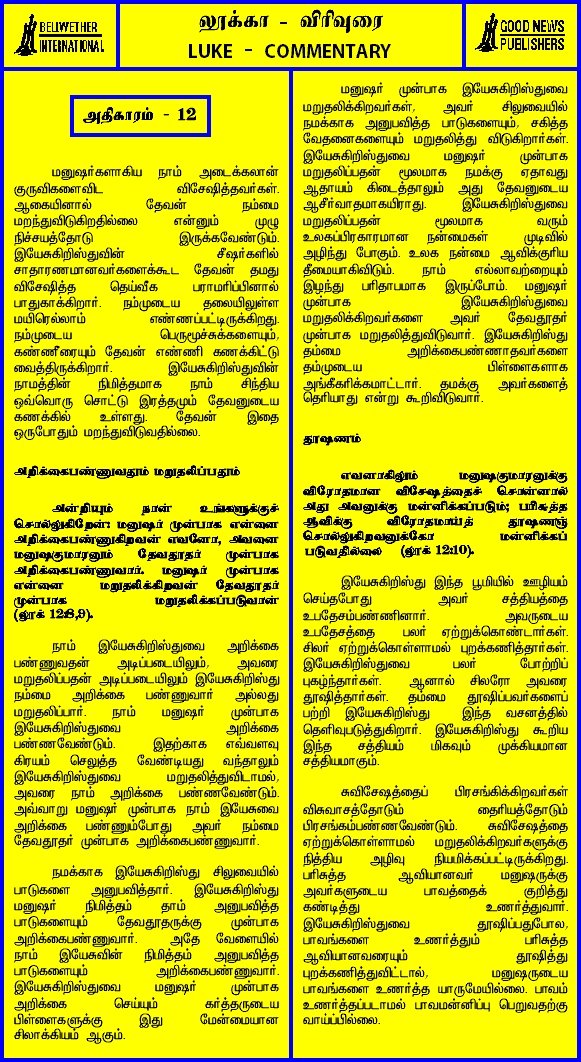 BELLWETHER
INTERNATIONAL
லூக்கா - விரிவுரை
LUKE - COMMENTARY
GOOD NEWS
PUBLISHERS
அதிகாரம் - 12
மனுஷர்களாகிய நாம் அடைக்கலான்
குருவிகளைவிட விசேஷித்தவர்கள்.
ஆகையினால் தேவன் நம்மை
மறந்துவிடுகிறதில்லை என்னும் முழு
நிச்சயத்தோடு இருக்கவேண்டும்.
இயேசுகிறிஸ்துவின் சீஷர்களில்
சாதாரணமானவர்களைக்கூட தேவன் தமது
விசேஷித்த தெய்வீக பராமரிப்பினால்
பாதுகாக்கிறார். நம்முடைய தலையிலுள்ள
மயிரெல்லாம் எண்ணப்பட்டிருக்கிறது.
நம்முடைய பெருமூச்சுக்களையும்,
கண்ணீரையும் தேவன் எண்ணி கணக்கிட்டு
வைத்திருக்கிறார். இயேசுகிறிஸ்துவின்
நாமத்தின் நிமித்தமாக நாம் சிந்திய
ஒவ்வொரு சொட்டு இரத்தமும் தேவனுடைய
கணக்கில் உள்ளது. தேவன் இதை
ஒருபோதும் மறந்துவிடுவதில்லை.
அறிக்கைபண்ணுவதும் மறுதலிப்பதும்
அன்றியும் நான் உங்களுக்குச்
சொல்லுகிறேன்: மனுஷர் முன்பாக என்னை
அறிக்கைபண்ணுகிறவன் எவனோ, அவனை
மனுஷகுமாரனும் தேவதூதர் முன்பாக
அறிக்கைபண்ணுவார். மனுஷர் முன்பாக
என்னை மறுதலிக்கிறவன் தேவதூதர்
முன்பாக மறுதலிக்கப்படுவான்
(லூக் 12:8,9).
நாம் இயேசுகிறிஸ்துவை அறிக்கை
பண்ணுவதன் அடிப்படையிலும், அவரை
மறுதலிப்பதன் அடிப்படையிலும் இயேசுகிறிஸ்து
நம்மை அறிக்கை பண்ணுவார் அல்லது
மறுதலிப்பார். நாம் மனுஷர் முன்பாக
இயேசுகிறிஸ்துவை அறிக்கை
பண்ணவேண்டும். இதற்காக எவ்வளவு
கிரயம் செலுத்த வேண்டியது வந்தாலும்
இயேசுகிறிஸ்துவை மறுதலித்துவிடாமல்,
அவரை நாம் அறிக்கை பண்ணவேண்டும்.
அவ்வாறு மனுஷர் முன்பாக நாம் இயேசுவை
அறிக்கை பண்ணும்போது அவர் நம்மை
தேவதூதர் முன்பாக அறிக்கைபண்ணுவார்.
நமக்காக இயேசுகிறிஸ்து சிலுவையில்
பாடுகளை அனுபவித்தார். இயேசுகிறிஸ்து
மனுஷர் நிமித்தம் தாம் அனுபவித்த
பாடுகளையும் தேவதூதருக்கு முன்பாக
அறிக்கைபண்ணுவார். அதே வேளையில்
நாம் இயேசுவின் நிமித்தம் அனுபவித்த
பாடுகளையும் அறிக்கைபண்ணுவார்.
இயேசுகிறிஸ்துவை மனுஷர் முன்பாக
அறிக்கை செய்யும் கர்த்தருடைய
பிள்ளைகளுக்கு இது மேன்மையான
சிலாக்கியம் ஆகும்.
மனுஷர் முன்பாக இயேசுகிறிஸ்துவை
மறுதலிக்கிறவர்கள், அவர் சிலுவையில்
நமக்காக அனுபவித்த பாடுகளையும், சகித்த
வேதனைகளையும் மறுதலித்து விடுகிறார்கள்.
இயேசுகிறிஸ்துவை மனுஷர் முன்பாக
மறுதலிப்பதன் மூலமாக நமக்கு ஏதாவது
ஆதாயம் கிடைத்தாலும் அது தேவனுடைய
ஆசீர்வாதமாகயிராது. இயேசுகிறிஸ்துவை
மறுதலிப்பதன் மூலமாக வரும்
உலகப்பிரகாரமான நன்மைகள் முடிவில்
அழிந்து போகும். உலக நன்மை ஆவிக்குரிய
தீமையாகிவிடும். நாம் எல்லாவற்றையும்
இழந்து பரிதாபமாக இருப்போம். மனுஷர்
முன்பாக இயேசுகிறிஸ்துவை
மறுதலிக்கிறவர்களை அவர் தேவதூதர்
முன்பாக மறுதலித்துவிடுவார். இயேசுகிறிஸ்து
தம்மை அறிக்கைபண்ணாதவர்களை
தம்முடைய பிள்ளைகளாக
அங்கீகரிக்கமாட்டார். தமக்கு அவர்களைத்
தெரியாது என்று கூறிவிடுவார்.
தூஷணம்
எவனாகிலும் மனுஷகுமாரனுக்கு
விரோதமான விசேஷத்தைச் சொன்னால்
அது அவனுக்கு மன்னிக்கப்படும்; பரிசுத்த
ஆவிக்கு விரோதமாய்த் தூஷணஞ்
சொல்லுகிறவனுக்கோ மன்னிக்கப்
படுவதில்லை (லூக் 12:10).
இயேசுகிறிஸ்து இந்த பூமியில் ஊழியம்
செய்தபோது அவர் சத்தியத்தை
உபதேசம்பண்ணினார். அவருடைய
உபதேசத்தை பலர் ஏற்றுக்கொண்டார்கள்.
சிலர் ஏற்றுக்கொள்ளாமல் புறக்கணித்தார்கள்.
இயேசுகிறிஸ்துவை பலர் போற்றிப்
புகழ்ந்தார்கள். ஆனால் சிலரோ அவரை
தூஷித்தார்கள். தம்மை தூஷிப்பவர்களைப்
பற்றி இயேசுகிறிஸ்து இந்த வசனத்தில்
தெளிவுபடுத்துகிறார். இயேசுகிறிஸ்து கூறிய
இந்த சத்தியம் மிகவும் முக்கியமான
சத்தியமாகும்.
சுவிசேஷத்தைப் பிரசங்கிக்கிறவர்கள்
விசுவாசத்தோடும் தைரியத்தோடும்
பிரசங்கம்பண்ணவேண்டும். சுவிசேஷத்தை
ஏற்றுக்கொள்ளாமல் மறுதலிக்கிறவர்களுக்கு
நித்திய அழிவு நியமிக்கப்பட்டிருக்கிறது.
பரிசுத்த ஆவியானவர் மனுஷருக்கு
அவர்களுடைய பாவத்தைக் குறித்து
கண்டித்து உணர்த்துவார்.
இயேசுகிறிஸ்துவை தூஷிப்பதுபோல,
பாவங்களை உணர்த்தும் பரிசுத்த
ஆவியானவரையும் தூஷித்து
புறக்கணித்துவிட்டால், மனுஷருடைய
பாவங்களை உணர்த்த யாருமேயில்லை. பாவம்
உணர்த்தப்படாமல் பாவமன்னிப்பு பெறுவதற்கு
வாய்ப்பில்லை.